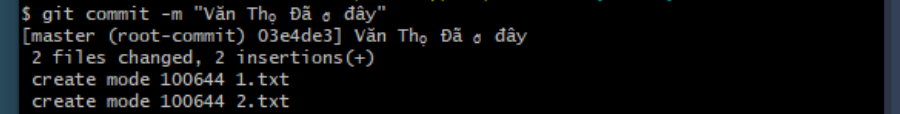 $ git commit -m "Văn Thọ Đã ở đây"
[master (root-commit) 03e4de3] Văn Thọ Đã ở đây
2 files changed, 2 insertions(+)
create mode 100644 1.txt
create mode 100644 2.txt